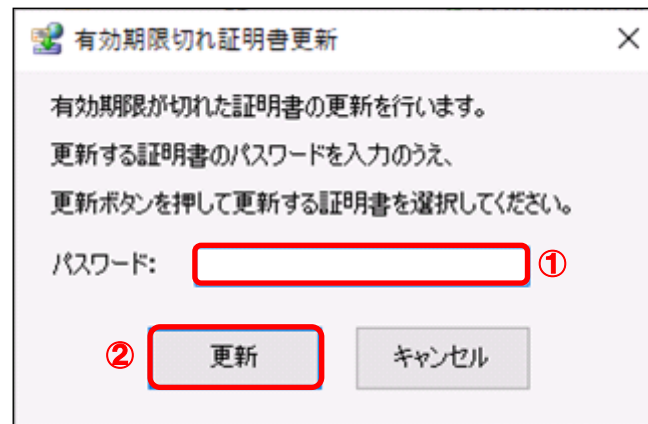 有効期限切れ証明書更新
有効期限が切れた証明書の更新を行います。
更新する証明書のパスワードを入力のうえ、
更新ボタンを押して更新する証明書を選択してください。
パスワード: ①
② 更新 キャンセル